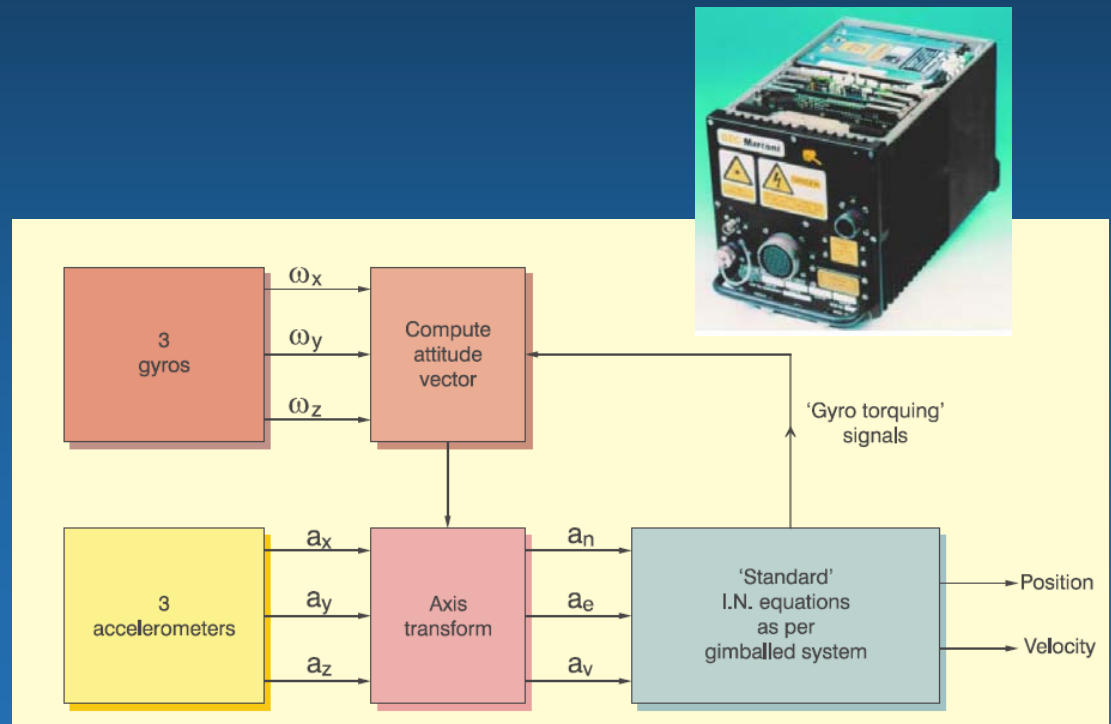 GEC Marconi
DANGER
3
gyros
ωx
ωy
ωz
Compute
attitude
vector
'Gyro torquing'
signals
3
accelerometers
ax
ay
az
Axis
transform
an
ae
av
'Standard'
I.N. equations
as per
gimballed system
Position
Velocity